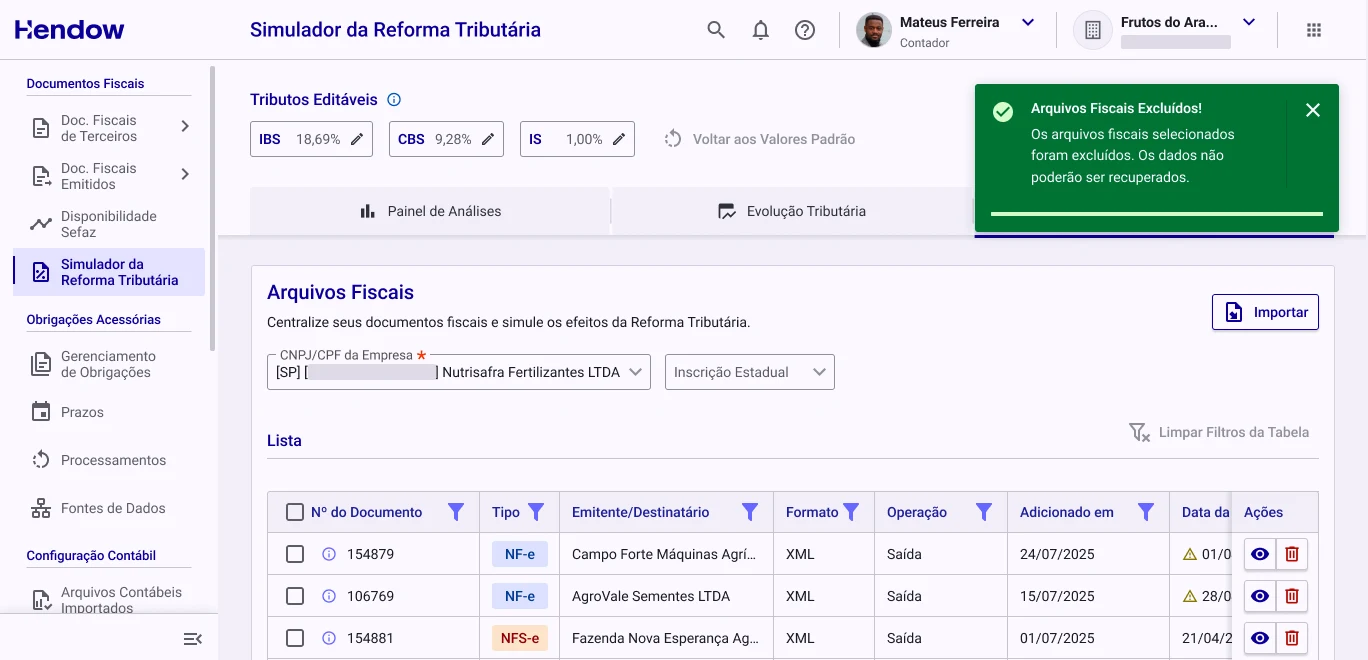 Hendow
Simulador da Reforma Tributária
Mateus Ferreira
Contador
Frutos do Ara...
Documentos Fiscais
Doc. Fiscais
de Terceiros
Doc. Fiscais
Emitidos
Disponibilidade
Sefaz
Simulador da
Reforma Tributária
Obrigações Acessórias
Gerenciamento
de Obrigações
Prazos
Processamentos
Fontes de Dados
Configuração Contábil
Arquivos Contábeis
Importados
Tributos Editáveis
IBS 18,69% CBS 9,28% IS 1,00% Voltar aos Valores Padrão
Arquivos Fiscais Excluídos!
Os arquivos fiscais selecionados
foram excluídos. Os dados não
poderão ser recuperados.
Painel de Análises Evolução Tributária
Arquivos Fiscais
Centralize seus documentos fiscais e simule os efeitos da Reforma Tributária.
Importar
CNPJ/CPF da Empresa *
[SP] [ ] Nutrisafra Fertilizantes LTDA Inscrição Estadual
Lista
Limpar Filtros da Tabela
Nº do Documento Tipo Emitente/Destinatário Formato Operação Adicionado em Data da Ações
154879 NF-e Campo Forte Máquinas Agrí... XML Saída 24/07/2025 01/0
106769 NF-e AgroVale Sementes LTDA XML Saída 15/07/2025 28/0
154881 NFS-e Fazenda Nova Esperança Ag... XML Saída 01/07/2025 21/04/2